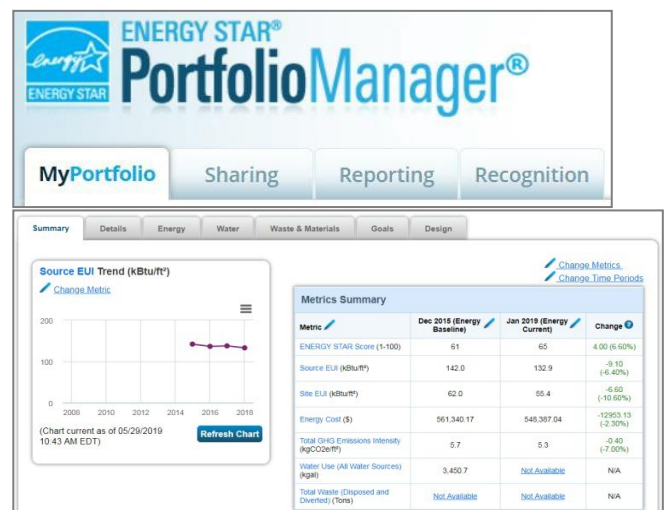 ENERGY STAR®
energy
ENERGY STAR
PortfolioManager®
MyPortfolio Sharing Reporting Recognition
Summary Details Energy Water Waste & Materials Goals Design
Source EUI Trend (kBtu/ft²)
Change Metric
200
100
0
2008 2010 2012 2014 2016 2018
(Chart current as of 05/29/2019
10:43 AM EDT)
Refresh Chart
Change Metrics
Change Time Periods
Metrics Summary
Metric Dec 2015 (Energy Baseline) Jan 2019 (Energy Current) Change ?
ENERGY STAR Score (1-100) 61 65 4.00 (6.60%)
Source EUI (kBtu/ft²) 142.0 132.9 -9.10 (-6.40%)
Site EUI (kBtu/ft²) 62.0 55.4 -6.60 (-10.60%)
Energy Cost ($) 561,340.17 548,387.04 -12953.13 (-2.30%)
Total GHG Emissions Intensity (kgCO2e/ft²) 5.7 5.3 -0.40 (-7.00%)
Water Use (All Water Sources) (kgal) 3,450.7 Not Available N/A
Total Waste (Disposed and Diverted) (Tons) Not Available Not Available N/A